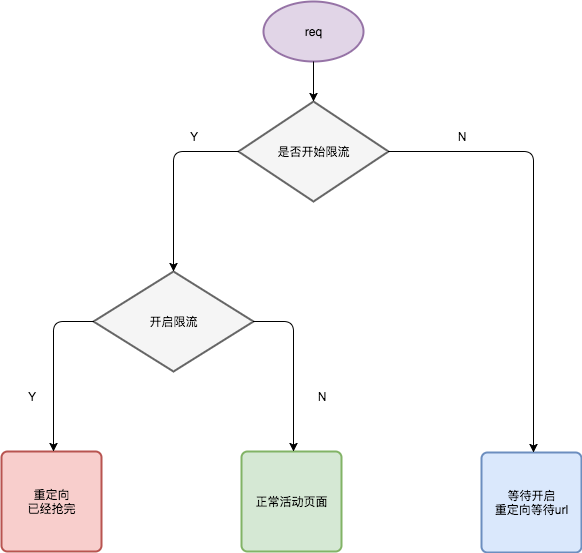 req
Y
是否开始限流
N
开启限流
Y
N
重定向
已经抢完
正常活动页面
等待开启
重定向等待url